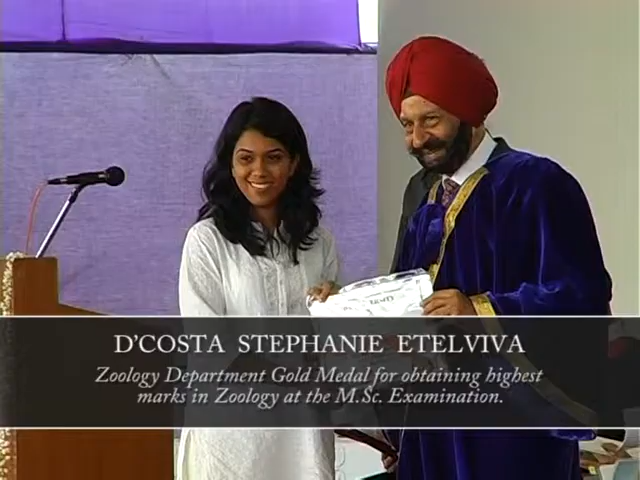 D'COSTA STEPHANIE ETELVIVA
Zoology Department Gold Medal for obtaining highest
marks in Zoology at the M.Sc. Examination.